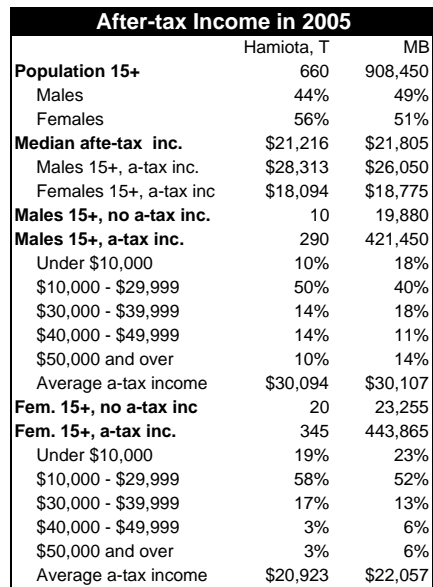 After-tax Income in 2005
Hamiota, T MB
Population 15+ 660 908,450
Males 44% 49%
Females 56% 51%
Median afte-tax inc. $21,216 $21,805
Males 15+, a-tax inc. $28,313 $26,050
Females 15+, a-tax inc $18,094 $18,775
Males 15+, no a-tax inc. 10 19,880
Males 15+, a-tax inc. 290 421,450
Under $10,000 10% 18%
$10,000 - $29,999 50% 40%
$30,000 - $39,999 14% 18%
$40,000 - $49,999 14% 11%
$50,000 and over 10% 14%
Average a-tax income $30,094 $30,107
Fem. 15+, no a-tax inc 20 23,255
Fem. 15+, a-tax inc. 345 443,865
Under $10,000 19% 23%
$10,000 - $29,999 58% 52%
$30,000 - $39,999 17% 13%
$40,000 - $49,999 3% 6%
$50,000 and over 3% 6%
Average a-tax income $20,923 $22,057